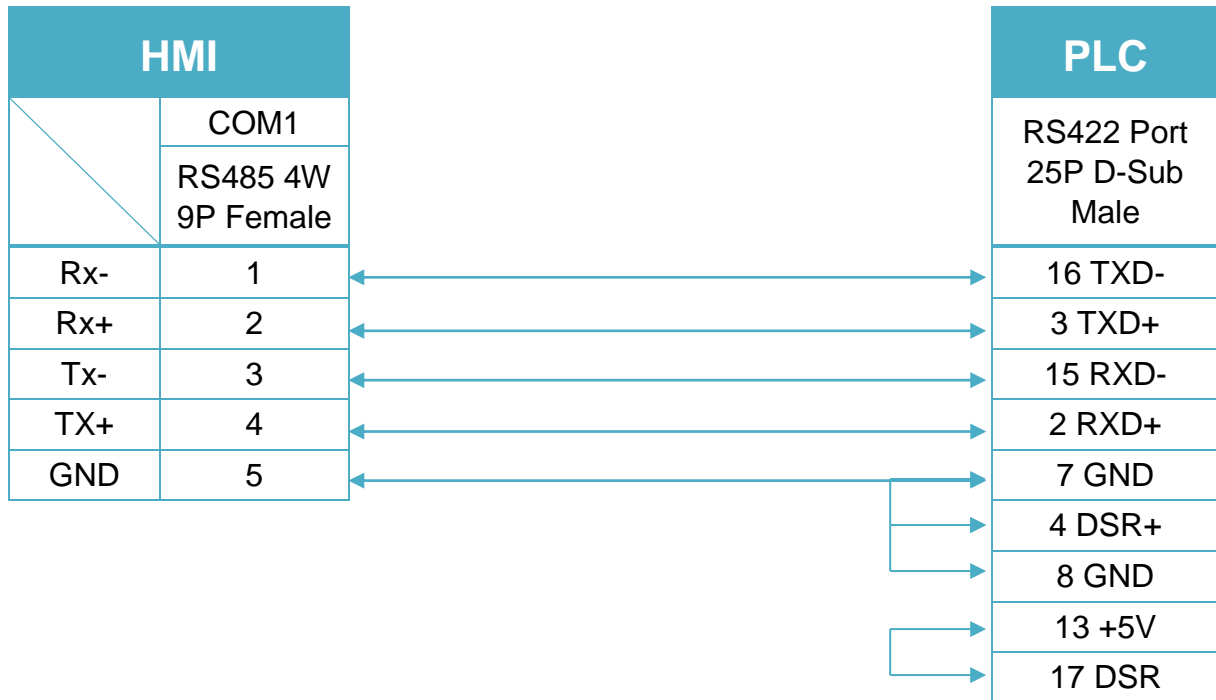 HMI
COM1
RS485 4W
9P Female
Rx- 1
Rx+ 2
Tx- 3
TX+ 4
GND 5
PLC
RS422 Port
25P D-Sub
Male
16 TXD-
3 TXD+
15 RXD-
2 RXD+
7 GND
4 DSR+
8 GND
13 +5V
17 DSR